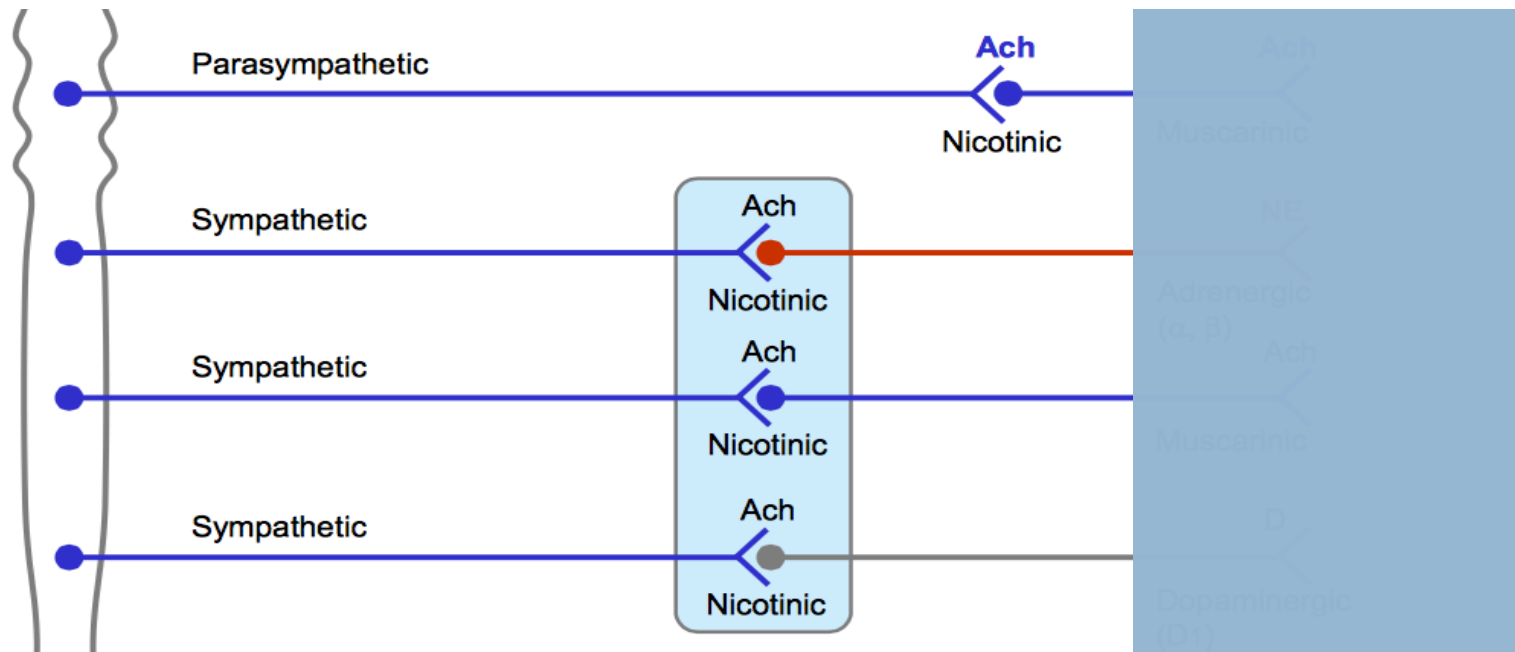 Ach
Ach
Parasympathetic
Nicotinic
Muscarinic
Ach
NE
Sympathetic
Nicotinic
Adrenergic
(α, β)
Ach
Ach
Sympathetic
Nicotinic
Muscarinic
Ach
D
Sympathetic
Nicotinic
Dopaminergic
(D1)